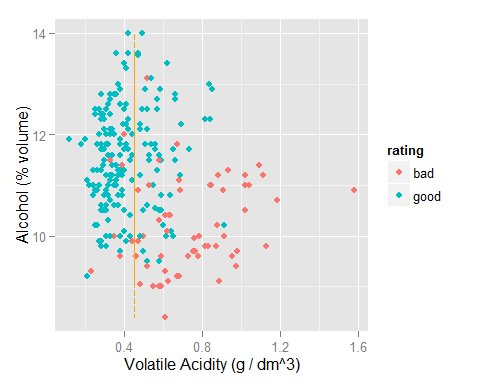 14
12
10
Alcohol (% volume)
0.4
0.8
1.2
1.6
Volatile Acidity (g / dm^3)
rating
bad
good